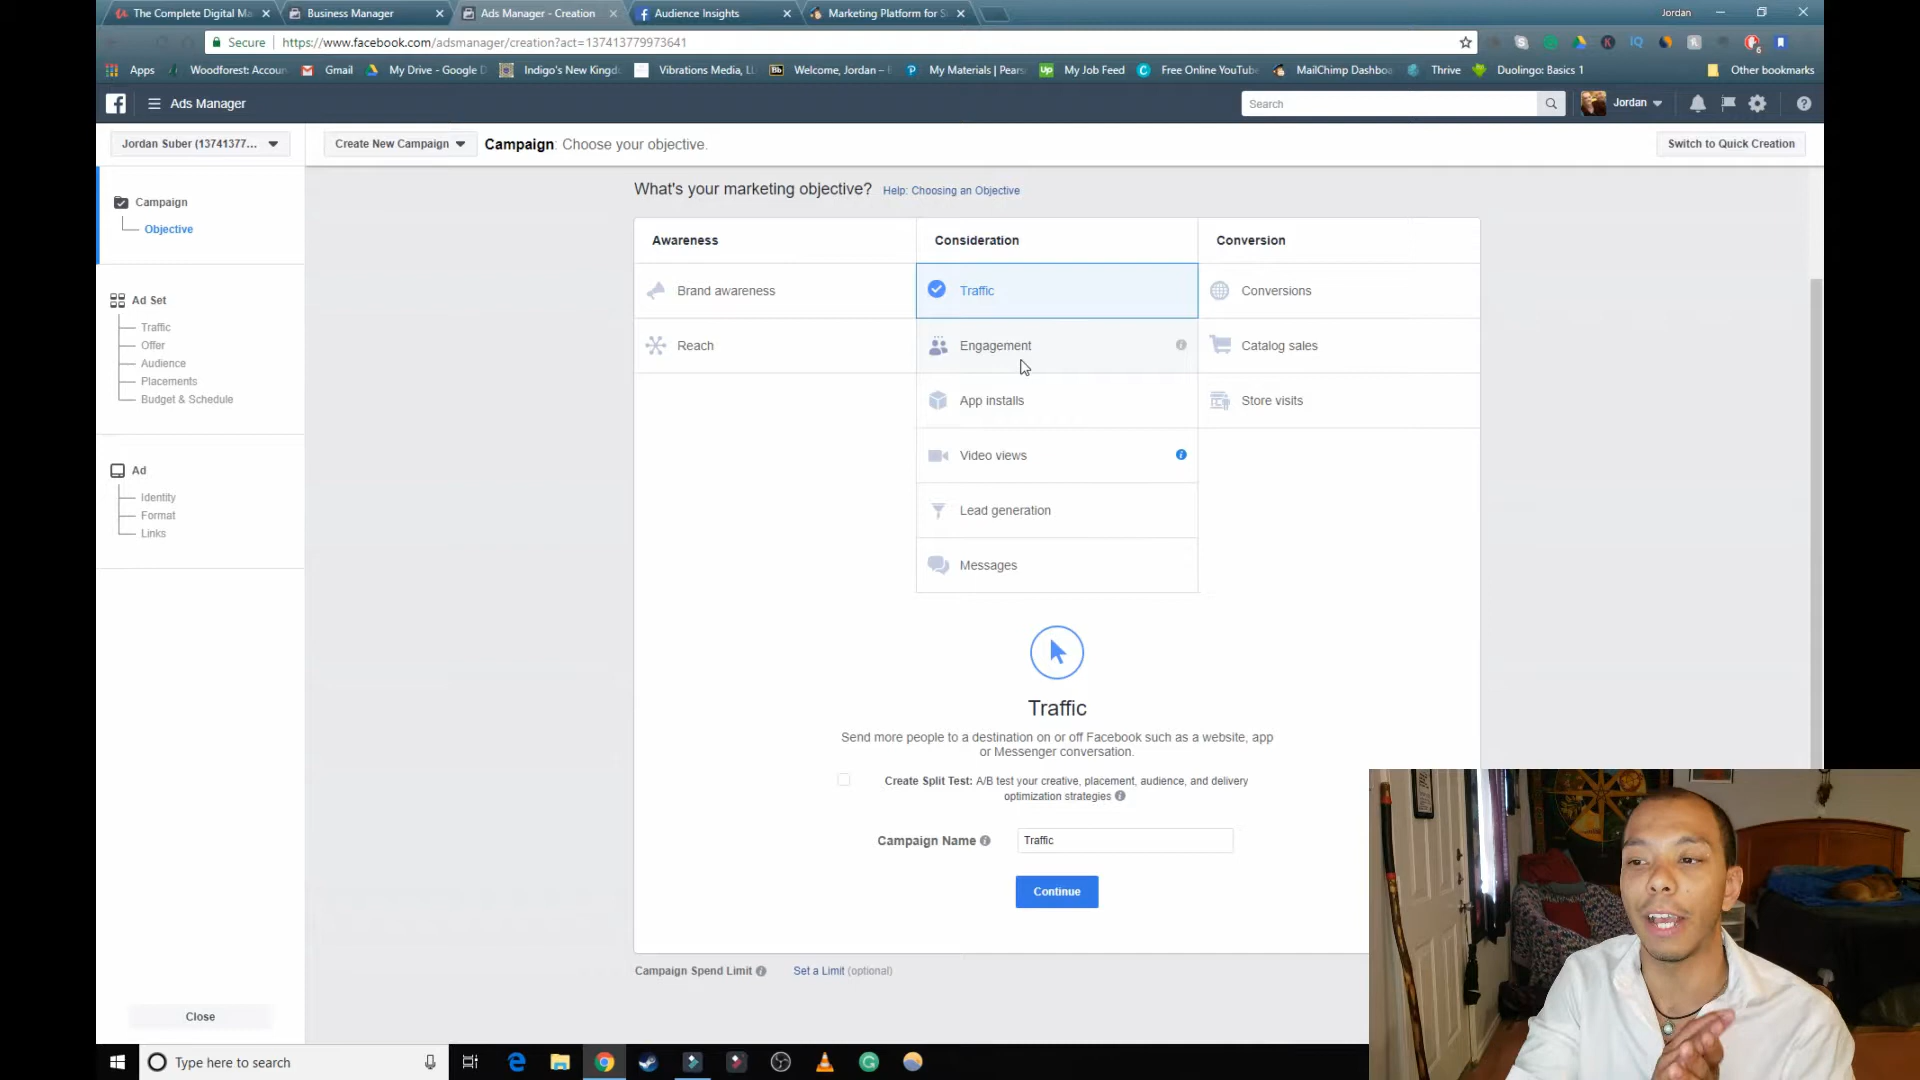 The Complete Digital Ma
Business Manager
Ads Manager - Creation
Audience Insights
Marketing Platform for S
Jordan
Secure
https://www.facebook.com/adsmanager/creation?act=137413779973641
Apps
Woodforest: Accoun
Gmail
My Drive - Google D
Indigo's New Kingdo
Vibrations Media, LL
Bb
Welcome, Jordan –
My Materials | Pears
Up
My Job Feed
Free Online YouTube
MailChimp Dashboa
Thrive
Duolingo: Basics 1
Other bookmarks
Ads Manager
Search
Jordan
Jordan Suber (13741377...
Create New Campaign
Campaign: Choose your objective.
Switch to Quick Creation
Campaign
Objective
Ad Set
Traffic
Offer
Audience
Placements
Budget & Schedule
Ad
Identity
Format
Links
Close
What's your marketing objective?
Help: Choosing an Objective
Awareness
Consideration
Conversion
Brand awareness
Traffic
Conversions
Reach
Engagement
Catalog sales
App installs
Store visits
Video views
Lead generation
Messages
Traffic
Send more people to a destination on or off Facebook such as a website, app
or Messenger conversation.
Create Split Test: A/B test your creative, placement, audience, and delivery
optimization strategies
Campaign Name
Traffic
Continue
Campaign Spend Limit
Set a Limit (optional)
Type here to search